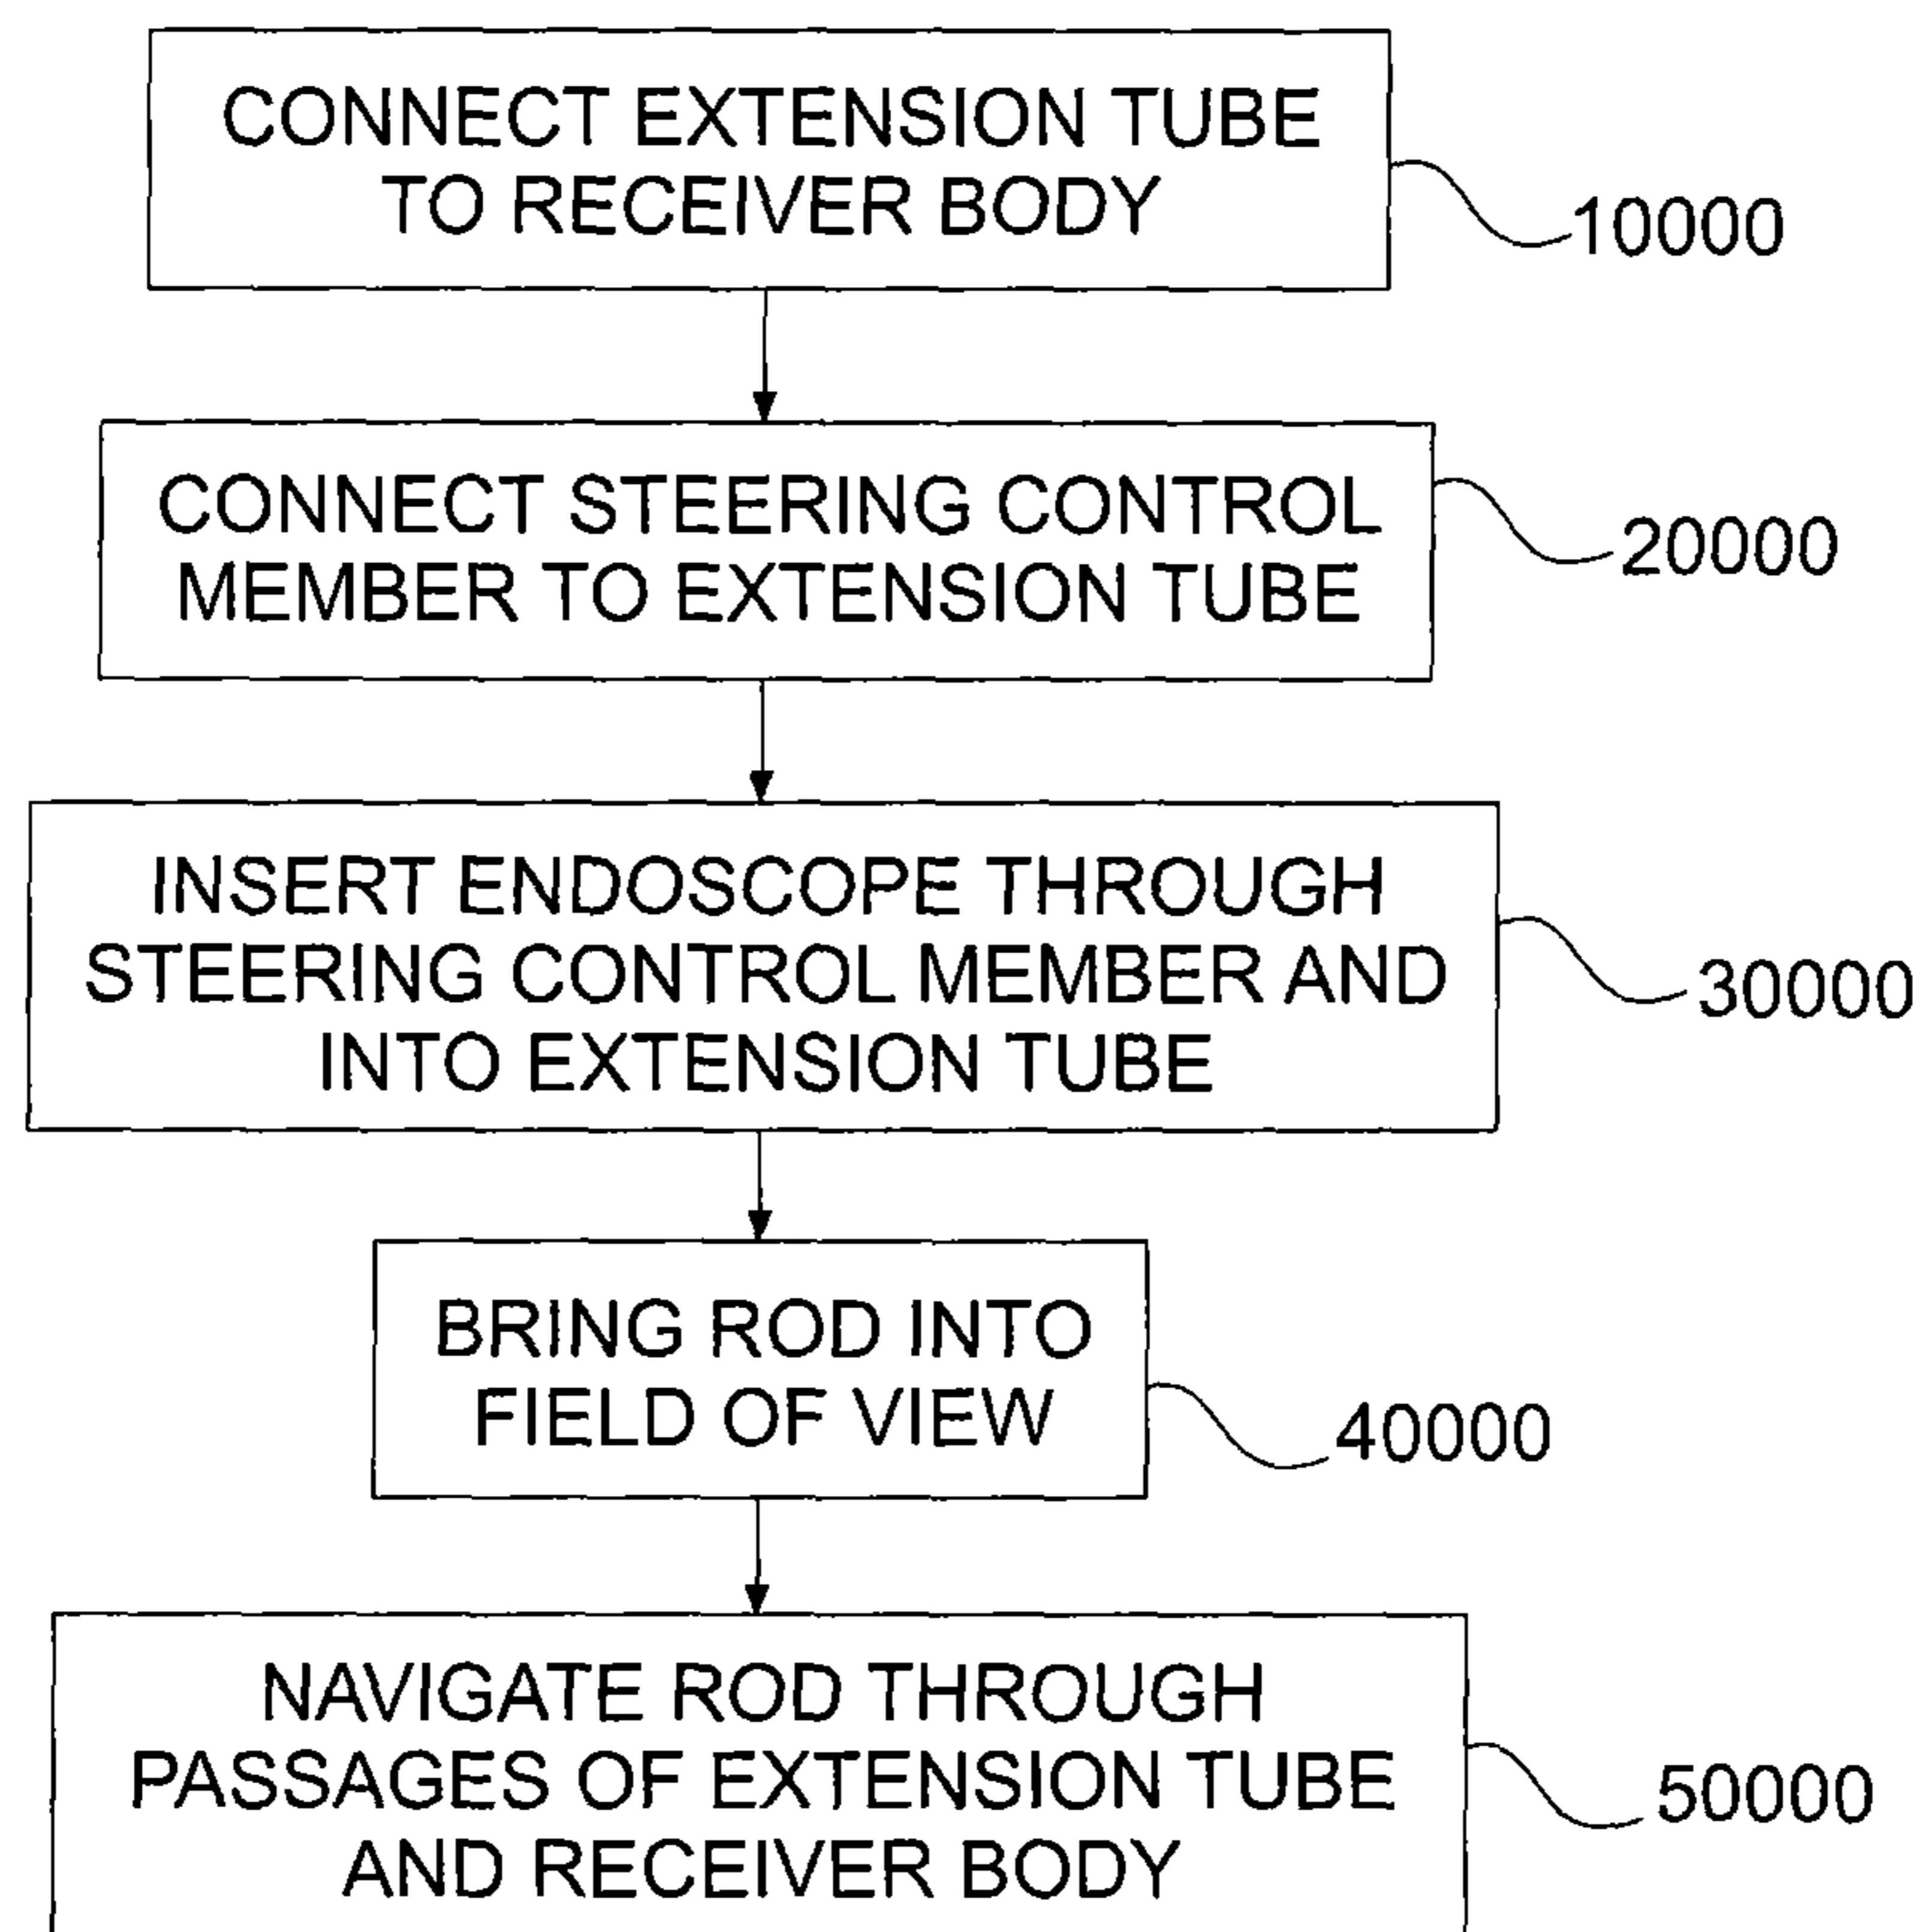 CONNECT EXTENSION TUBE
TO RECEIVER BODY
10000
CONNECT STEERING CONTROL
MEMBER TO EXTENSION TUBE
20000
INSERT ENDOSCOPE THROUGH
STEERING CONTROL MEMBER AND
INTO EXTENSION TUBE
30000
BRING ROD INTO
FIELD OF VIEW
40000
NAVIGATE ROD THROUGH
PASSAGES OF EXTENSION TUBE
AND RECEIVER BODY
50000